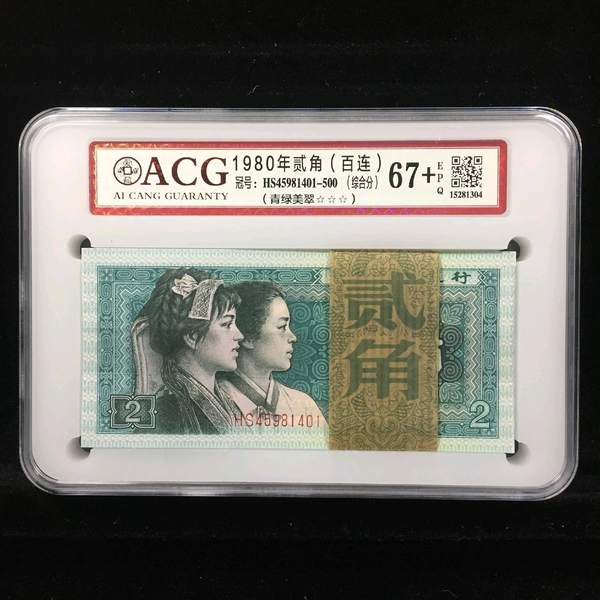 ACG
AI CANG GUARANTY
1980年贰角（百连）
冠号：HS45981401-500 （综合分）
（青绿美翠☆☆☆）
67+
EPQ
15281304
行
贰角
2
HS45981401
2